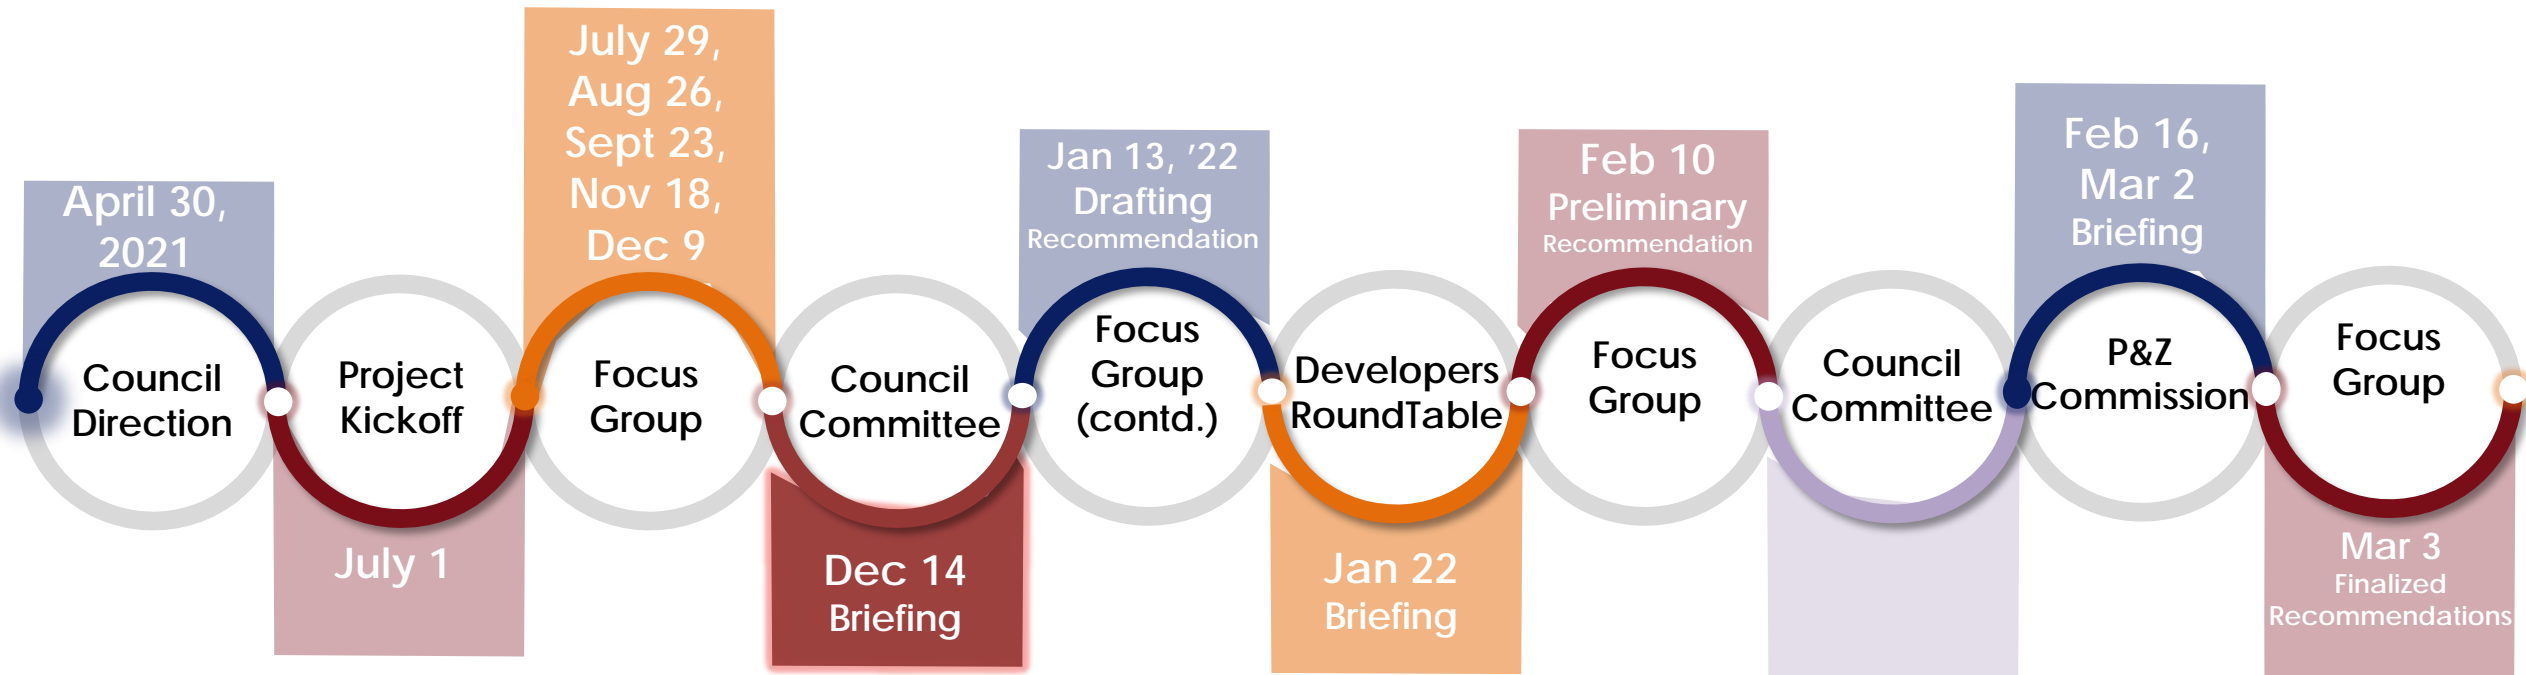 April 30,
2021
Council
Direction
Project
Kickoff
July 1
July 29,
Aug 26,
Sept 23,
Nov 18,
Dec 9
Focus
Group
Council
Committee
Dec 14
Briefing
Jan 13, ’22
Drafting
Recommendation
Focus
Group
(contd.)
Developers
RoundTable
Jan 22
Briefing
Feb 10
Preliminary
Recommendation
Focus
Group
Council
Committee
Feb 16,
Mar 2
Briefing
P&Z
Commission
Focus
Group
Mar 3
Finalized
Recommendations